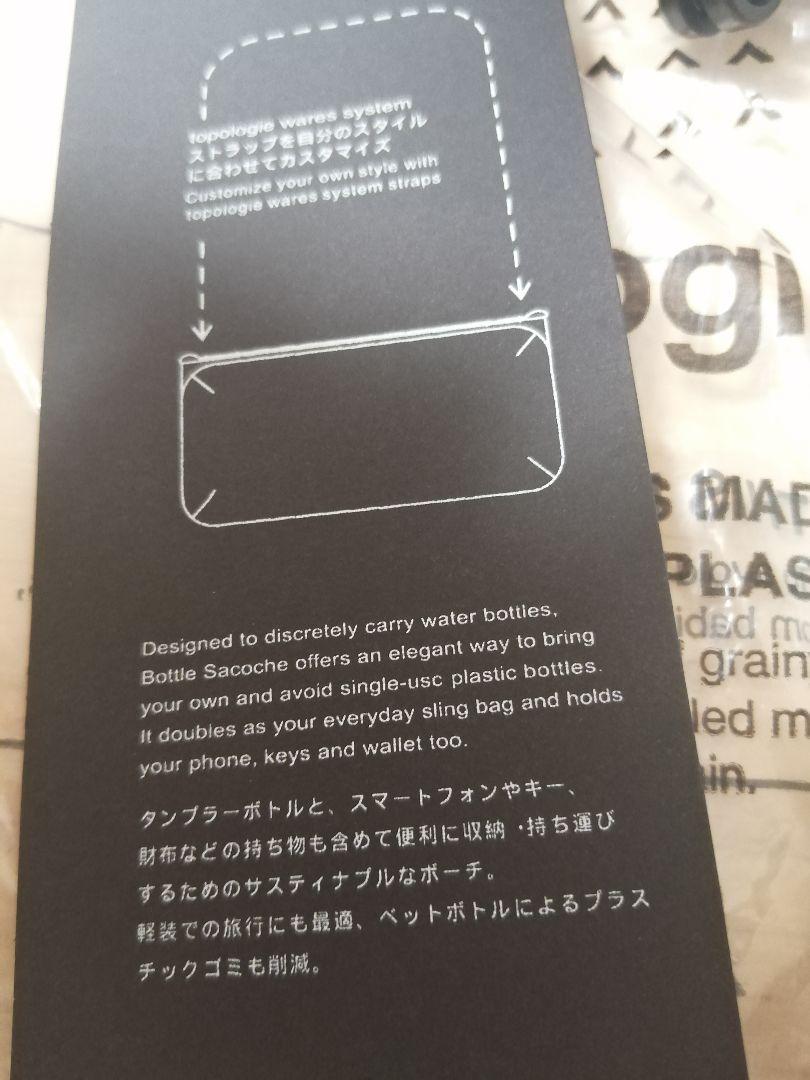 topologie wares system
ストラップを自分のスタイル
に合わせてカスタマイズ
Customize your own style with
topologie wares system straps
Designed to discretely carry water bottles,
Bottle Sacoche offers an elegant way to bring
your own and avoid single-use plastic bottles.
It doubles as your everyday sling bag and holds
your phone, keys and wallet too.
タンブラーボトルと、スマートフォンやキー、
財布などの持ち物も含めて便利に収納・持ち運び
するためのサスティナブルなポーチ。
軽装での旅行にも最適、ペットボトルによるプラス
チックゴミも削減。
ogi
S MAD
PLAS
grain
led m
in.